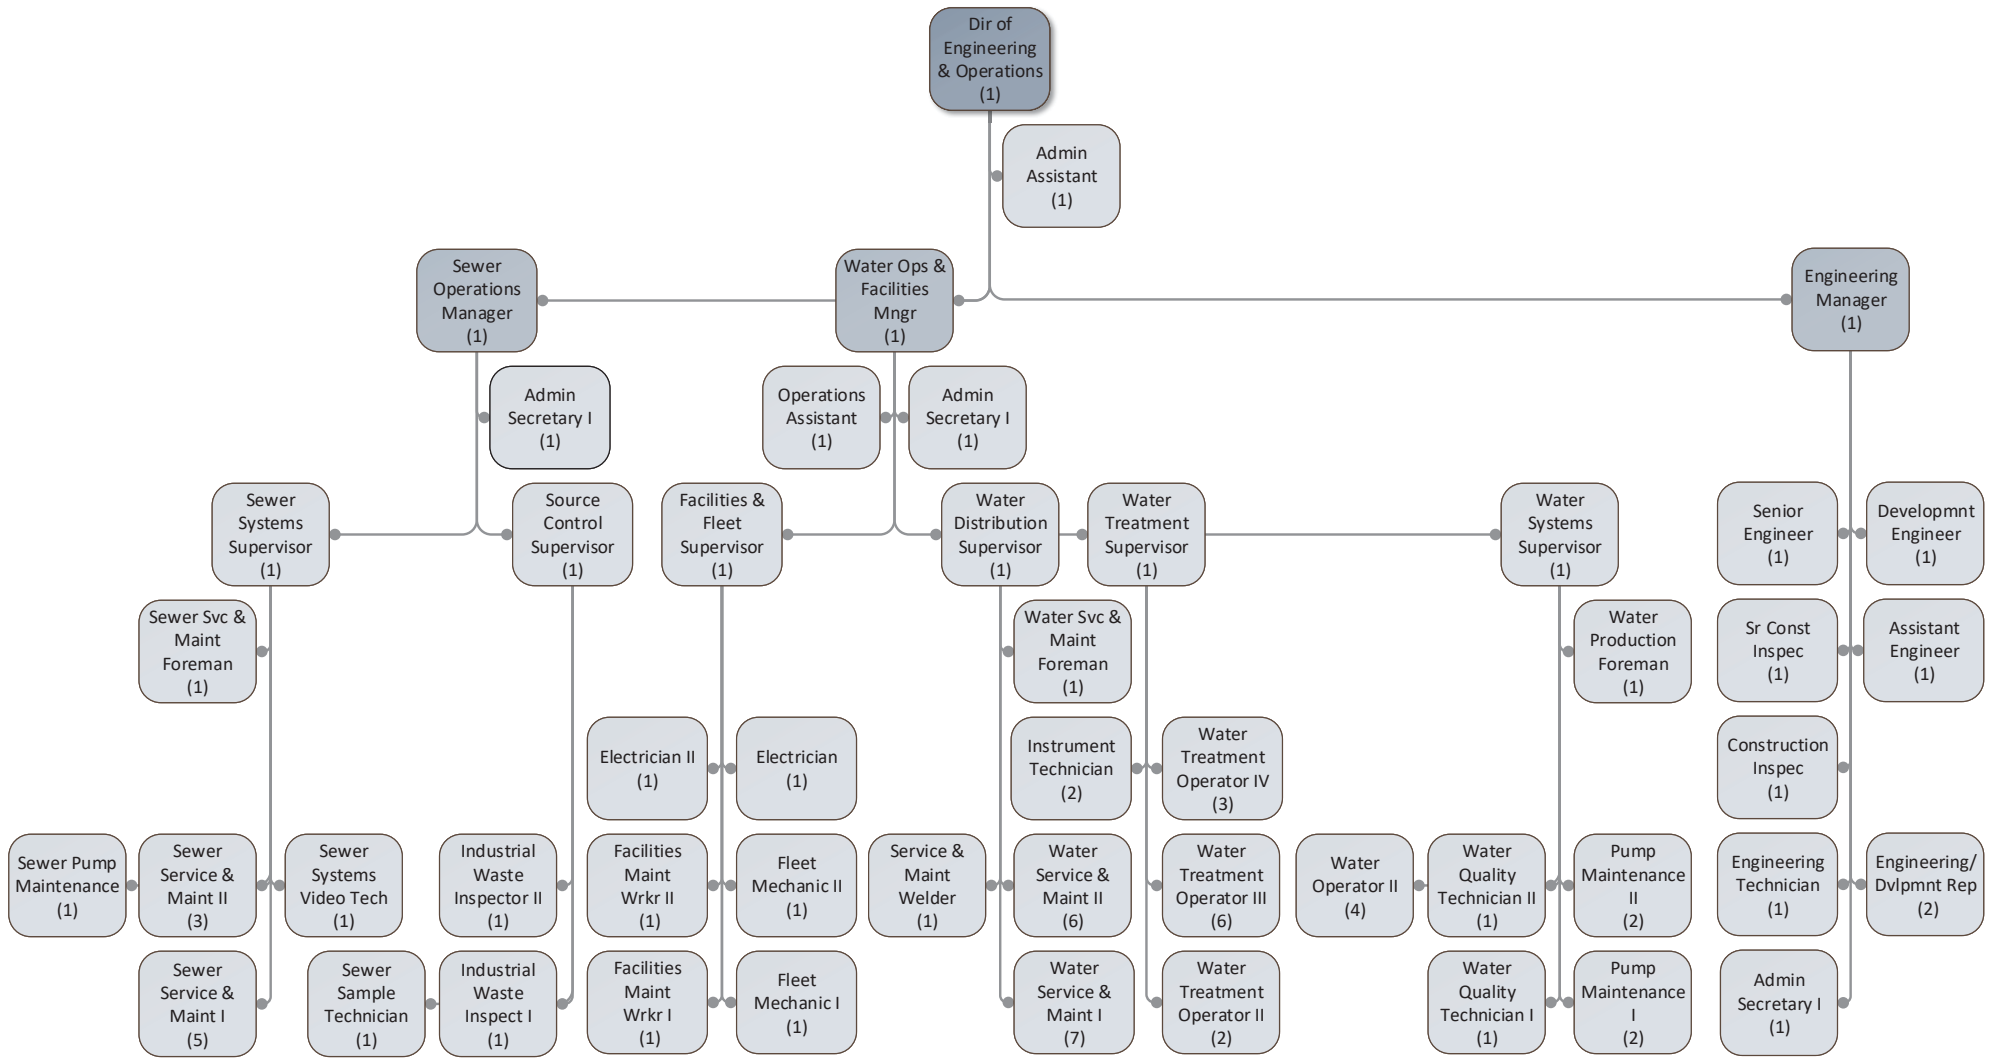 Dir of
Engineering
& Operations
(1)
Admin
Assistant
(1)
Sewer
Operations
Manager
(1)
Water Ops &
Facilities
Mngr
(1)
Engineering
Manager
(1)
Admin
Secretary I
(1)
Operations
Assistant
(1)
Admin
Secretary I
(1)
Sewer
Systems
Supervisor
(1)
Source
Control
Supervisor
(1)
Facilities &
Fleet
Supervisor
(1)
Water
Distribution
Supervisor
(1)
Water
Treatment
Supervisor
(1)
Water
Systems
Supervisor
(1)
Senior
Engineer
(1)
Developmnt
Engineer
(1)
Sewer Svc &
Maint
Foreman
(1)
Water Svc &
Maint
Foreman
(1)
Water
Production
Foreman
(1)
Sr Const
Inspec
(1)
Assistant
Engineer
(1)
Electrician II
(1)
Electrician
(1)
Instrument
Technician
(2)
Water
Treatment
Operator IV
(3)
Construction
Inspec
(1)
Sewer Pump
Maintenance
(1)
Sewer
Service &
Maint II
(3)
Sewer
Systems
Video Tech
(1)
Industrial
Waste
Inspector II
(1)
Facilities
Maint
Wrkr II
(1)
Fleet
Mechanic II
(1)
Service &
Maint
Welder
(1)
Water
Service &
Maint II
(6)
Water
Treatment
Operator III
(6)
Water
Operator II
(4)
Water
Quality
Technician II
(1)
Pump
Maintenance
II
(2)
Engineering
Technician
(1)
Engineering/
Dvlpmnt Rep
(2)
Sewer
Service &
Maint I
(5)
Sewer
Sample
Technician
(1)
Industrial
Waste
Inspect I
(1)
Facilities
Maint
Wrkr I
(1)
Fleet
Mechanic I
(1)
Water
Service &
Maint I
(7)
Water
Treatment
Operator II
(2)
Water
Quality
Technician I
(1)
Pump
Maintenance
I
(2)
Admin
Secretary I
(1)